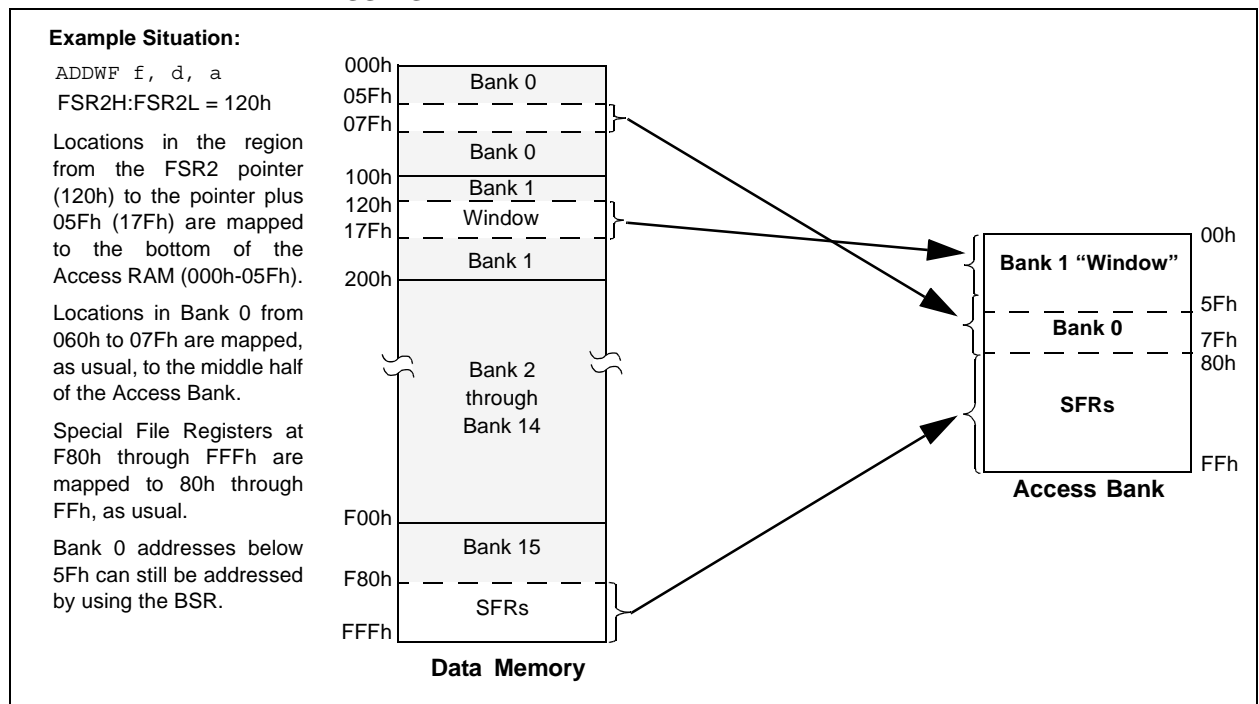 Example Situation:
ADDWF f, d, a
FSR2H:FSR2L = 120h
Locations in the region
from the FSR2 pointer
(120h) to the pointer plus
05Fh (17Fh) are mapped
to the bottom of the
Access RAM (000h-05Fh).
Locations in Bank 0 from
060h to 07Fh are mapped,
as usual, to the middle half
of the Access Bank.
Special File Registers at
F80h through FFFh are
mapped to 80h through
FFh, as usual.
Bank 0 addresses below
5Fh can still be addressed
by using the BSR.
000h
Bank 0
05Fh
07Fh
Bank 0
100h
Bank 1
120h
Window
17Fh
Bank 1
200h
Bank 2
through
Bank 14
F00h
Bank 15
F80h
SFRs
FFFh
Data Memory
00h
Bank 1 “Window”
5Fh
Bank 0
7Fh
80h
SFRs
FFh
Access Bank